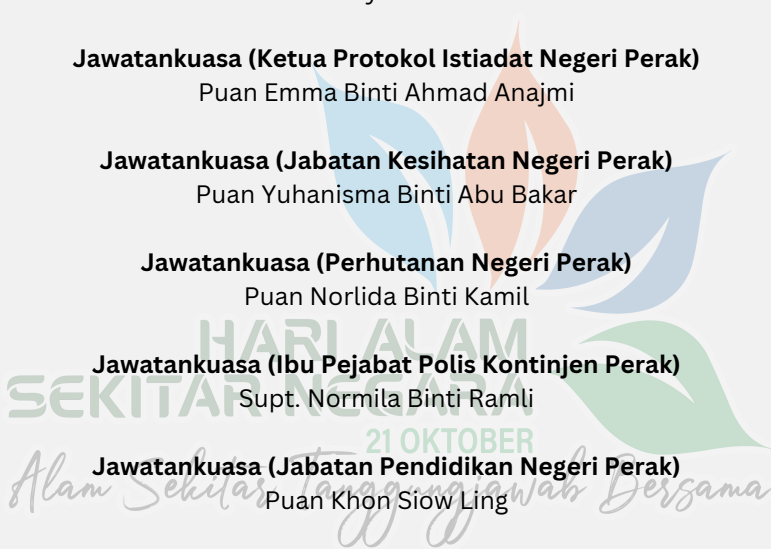 Jawatankuasa (Ketua Protokol Istiadat Negeri Perak)
Puan Emma Binti Ahmad Anajmi
Jawatankuasa (Jabatan Kesihatan Negeri Perak)
Puan Yuhanisma Binti Abu Bakar
Jawatankuasa (Perhutanan Negeri Perak)
Puan Norlida Binti Kamil
HARI ALAM
Jawatankuasa (Ibu Pejabat Polis Kontinjen Perak)
SEKITAR NEGARA
Supt. Normila Binti Ramli
21 OKTOBER
Jawatankuasa (Jabatan Pendidikan Negeri Perak)
Alam Sekitar Tanggungjawab Bersama
Puan Khon Siow Ling